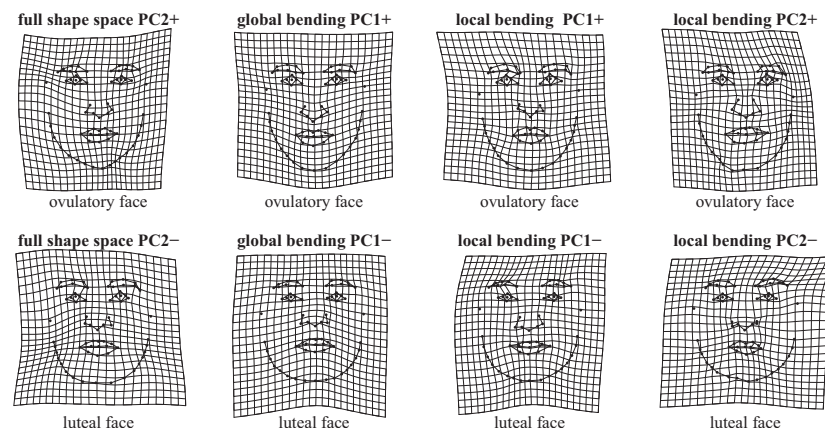 full shape space PC2+
global bending PC1+
local bending PC1+
local bending PC2+
ovulatory face
ovulatory face
ovulatory face
ovulatory face
full shape space PC2−
global bending PC1−
local bending PC1−
local bending PC2−
luteal face
luteal face
luteal face
luteal face